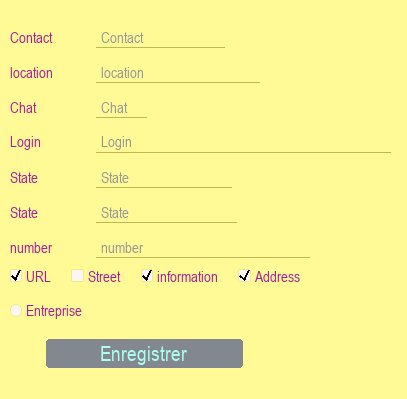 Contact Contact
location location
Chat Chat
Login Login
State State
State State
number number
URL Street information Address
Entreprise
Enregistrer